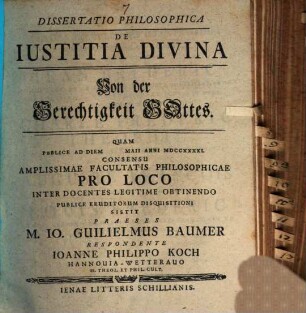 7
DISSERTATIO PHILOSOPHICA
DE
IUSTITIA DIVINA
Von der
Gerechtigkeit GOttes.
QUAM
PUBLICE AD DIEM MAII ANNI MDCCXXXXI.
CONSENSU
AMPLISSIMAE FACULTATIS PHILOSOPHICAE
PRO LOCO
INTER DOCENTES LEGITIME OBTINENDO
PUBLICE ERUDITORUM DISQUISITIONI
SISTIT
PRAESES
M. IO. GUILIELMUS BAUMER
RESPONDENTE
IOANNE PHILIPPO KOCH
HANNOUIA-WETTERAUO
SS. THEOL. ET PHIL. CULT.
IENAE LITTERIS SCHILLIANIS.